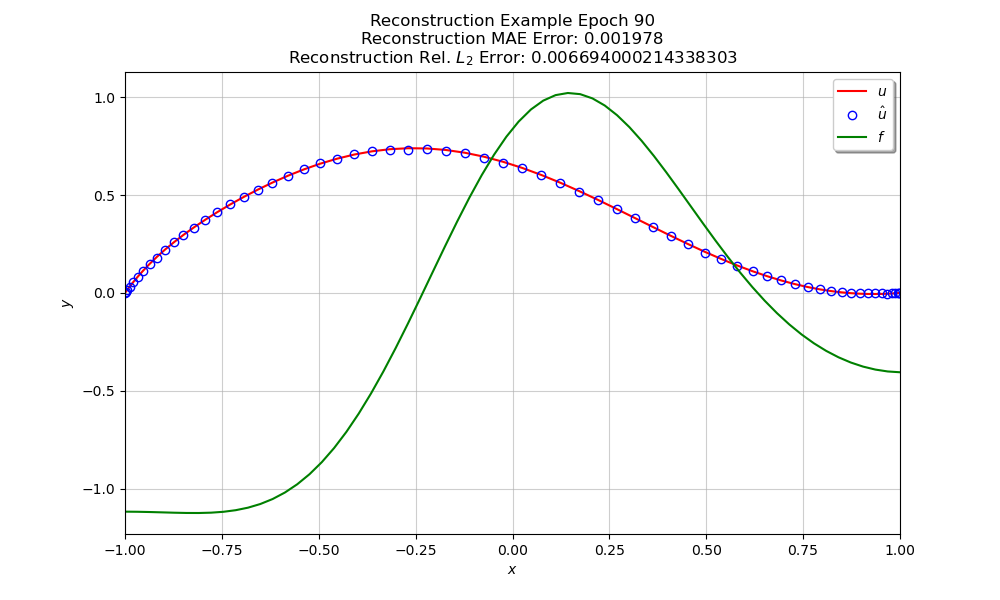 Reconstruction Example Epoch 90
Reconstruction MAE Error: 0.001978
Reconstruction Rel. L₂ Error: 0.006694000214338303
u
û
f
1.0
0.5
0.0
−0.5
−1.0
y
−1.00 −0.75 −0.50 −0.25 0.00 0.25 0.50 0.75 1.00
x